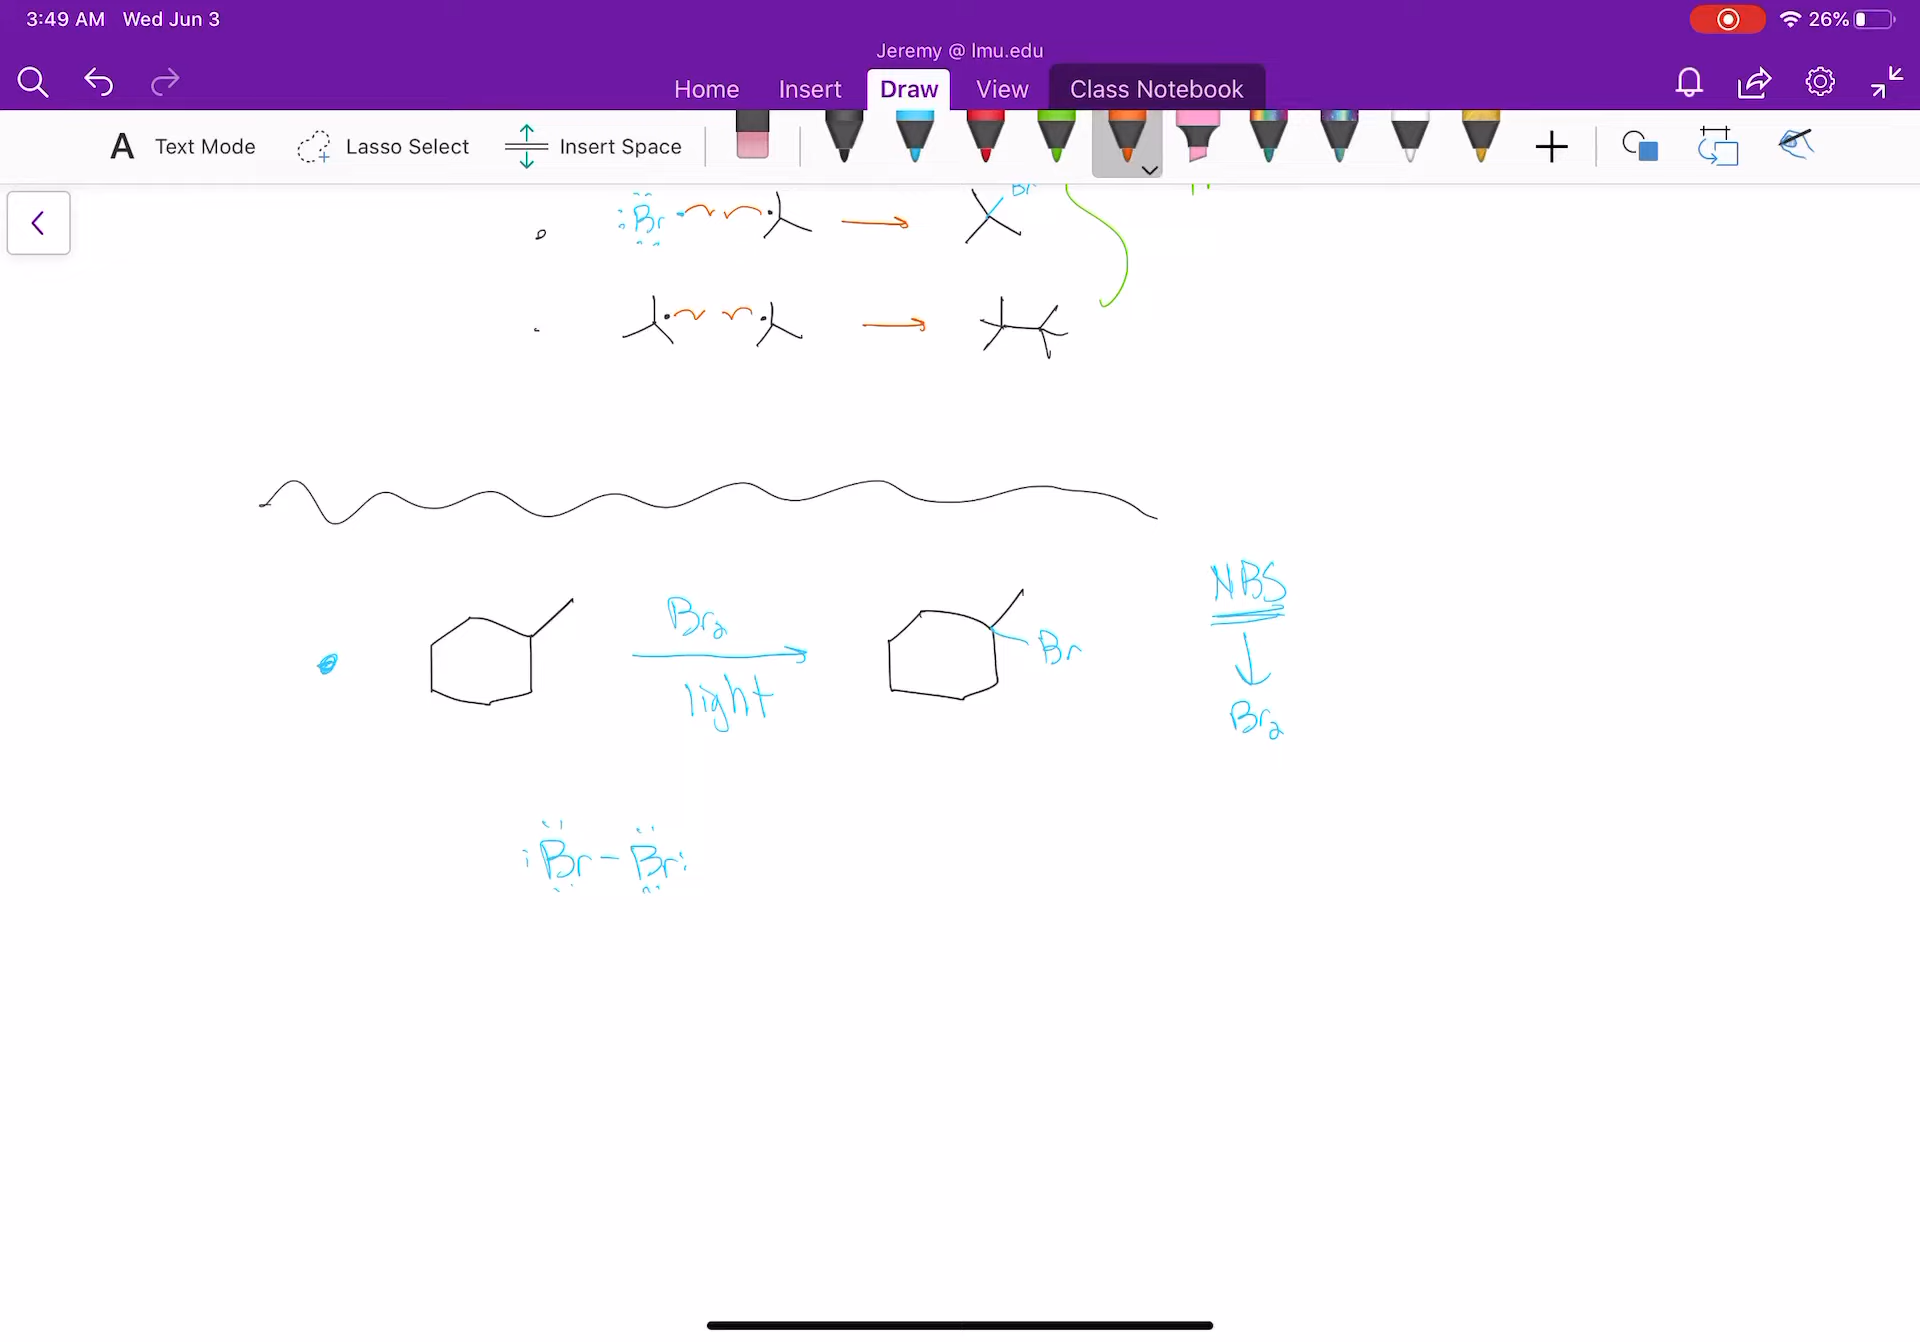 3:49 AM Wed Jun 3
26%
Jeremy @ lmu.edu
Home Insert Draw View Class Notebook
A Text Mode Lasso Select Insert Space
Br
Br
NBS
Br2
light
Br
Br2
Br - Br